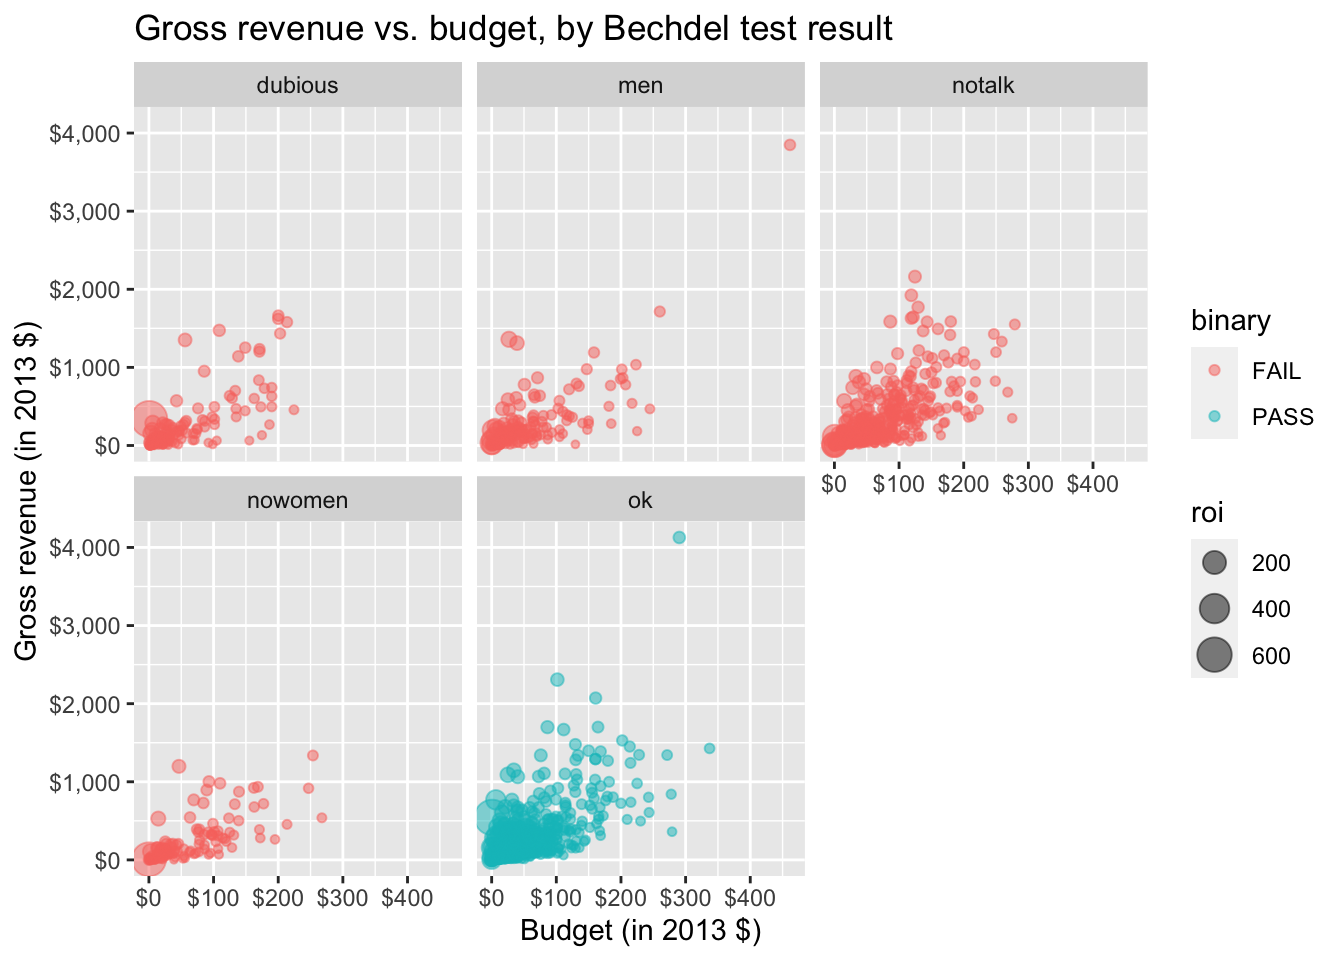 Gross revenue vs. budget, by Bechdel test result
dubious
men
notalk
$4,000
$3,000
$2,000
$1,000
$0
$0 $100 $200 $300 $400
nowomen
ok
$4,000
$3,000
$2,000
$1,000
$0
$0 $100 $200 $300 $400
$0 $100 $200 $300 $400
Gross revenue (in 2013 $)
Budget (in 2013 $)
binary
FAIL
PASS
roi
200
400
600